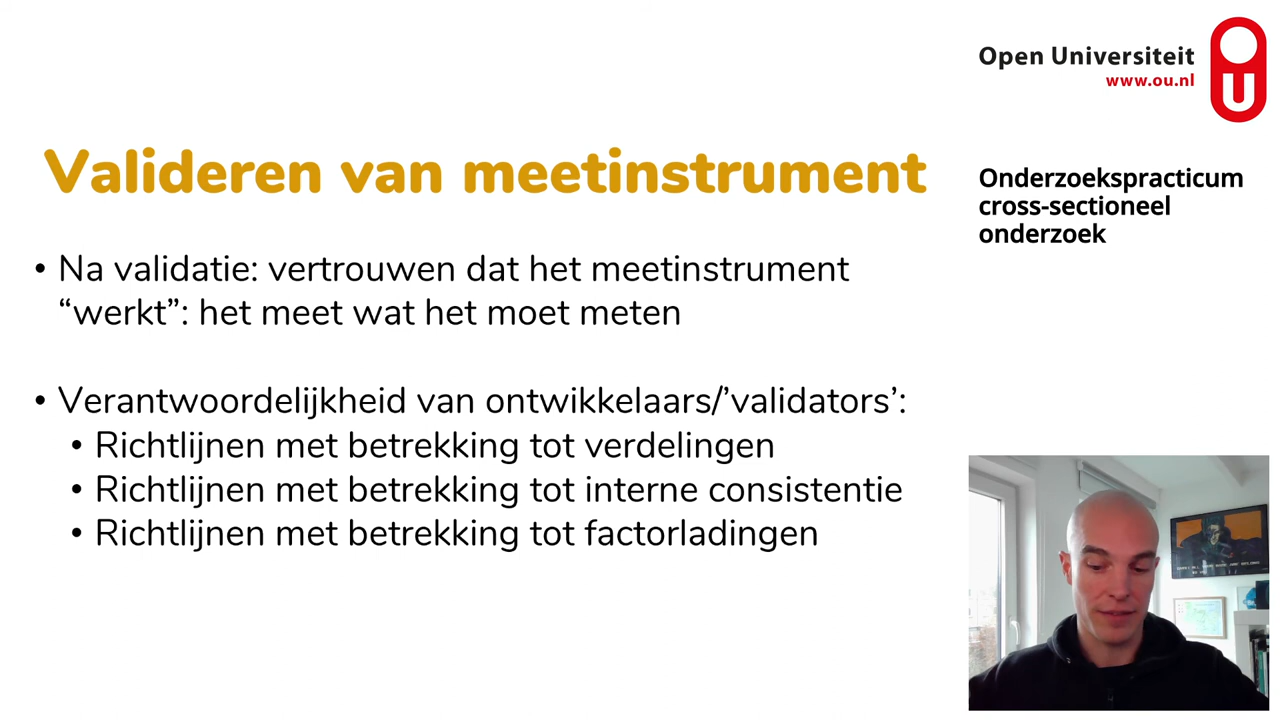 Open Universiteit
www.ou.nl
Valideren van meetinstrument
Onderzoekspracticum
cross-sectioneel
onderzoek
• Na validatie: vertrouwen dat het meetinstrument
“werkt”: het meet wat het moet meten
• Verantwoordelijkheid van ontwikkelaars/’validators’:
• Richtlijnen met betrekking tot verdelingen
• Richtlijnen met betrekking tot interne consistentie
• Richtlijnen met betrekking tot factorladingen